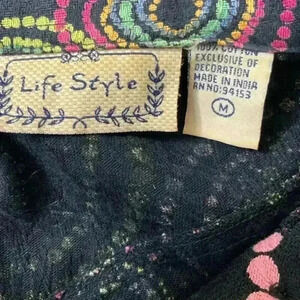 Life Style
100% COTTON
EXCLUSIVE OF
DECORATION
MADE IN INDIA
RN NO: 94153
M